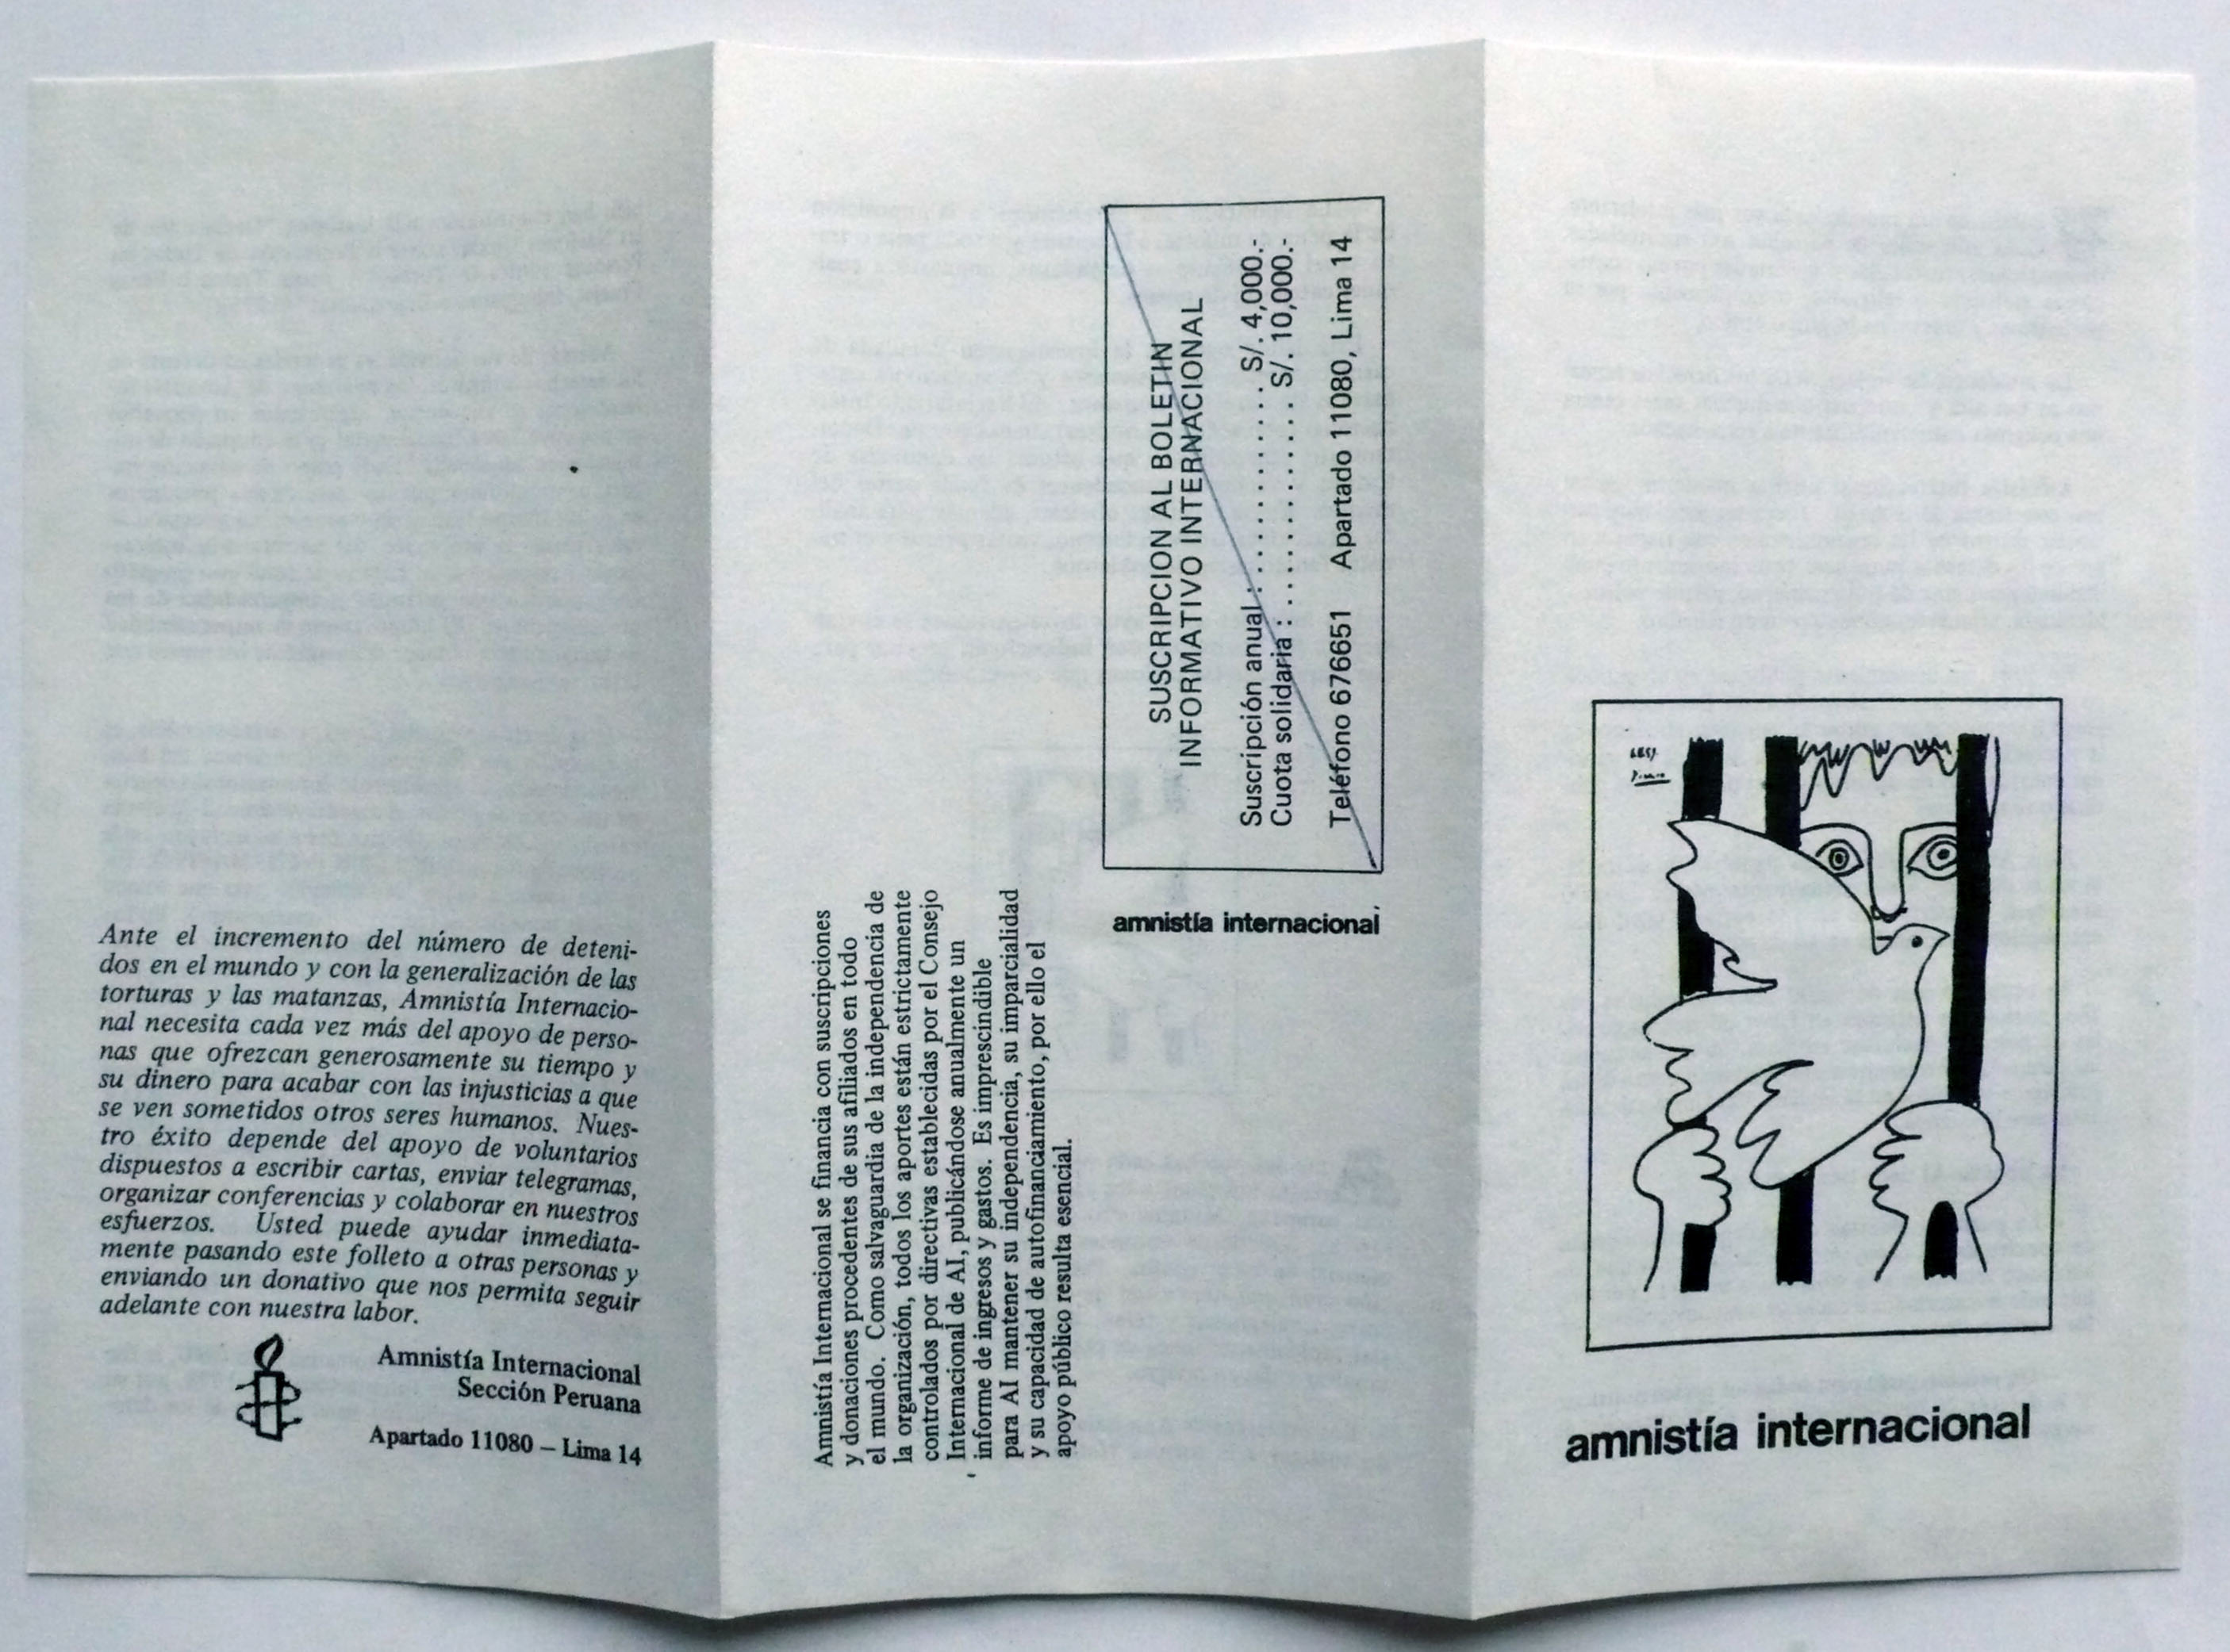 Ante el incremento del número de deteni-
dos en el mundo y con la generalización de las
torturas y las matanzas, Amnistía Internacio-
nal necesita cada vez más del apoyo de perso-
nas que ofrezcan generosamente su tiempo y
su dinero para acabar con las injusticias a que
se ven sometidos otros seres humanos. Nues-
tro éxito depende del apoyo de voluntarios
dispuestos a escribir cartas, enviar telegramas,
organizar conferencias y colaborar en nuestros
esfuerzos. Usted puede ayudar inmediata-
mente pasando este folleto a otras personas y
enviando un donativo que nos permita seguir
adelante con nuestra labor.
Amnistía Internacional
Sección Peruana
Apartado 11080 – Lima 14
Amnistía Internacional se financia con suscripciones
y donaciones procedentes de sus afiliados en todo
el mundo. Como salvaguardia de la independencia de
la organización, todos los aportes están estrictamente
controlados por directivas establecidas por el Consejo
Internacional de AI, publicándose anualmente un
informe de ingresos y gastos. Es imprescindible
para AI mantener su independencia, su imparcialidad
y su capacidad de autofinanciamiento, por ello el
apoyo público resulta esencial.
SUSCRIPCION AL BOLETIN
INFORMATIVO INTERNACIONAL
Suscripción anual : . . . . . . . . . . . . . S/. 4,000.-
Cuota solidaria : . . . . . . . . . . . . . . S/. 10,000.-
Teléfono 676651 Apartado 11080, Lima 14
amnistía internacional
Picasso
amnistía internacional